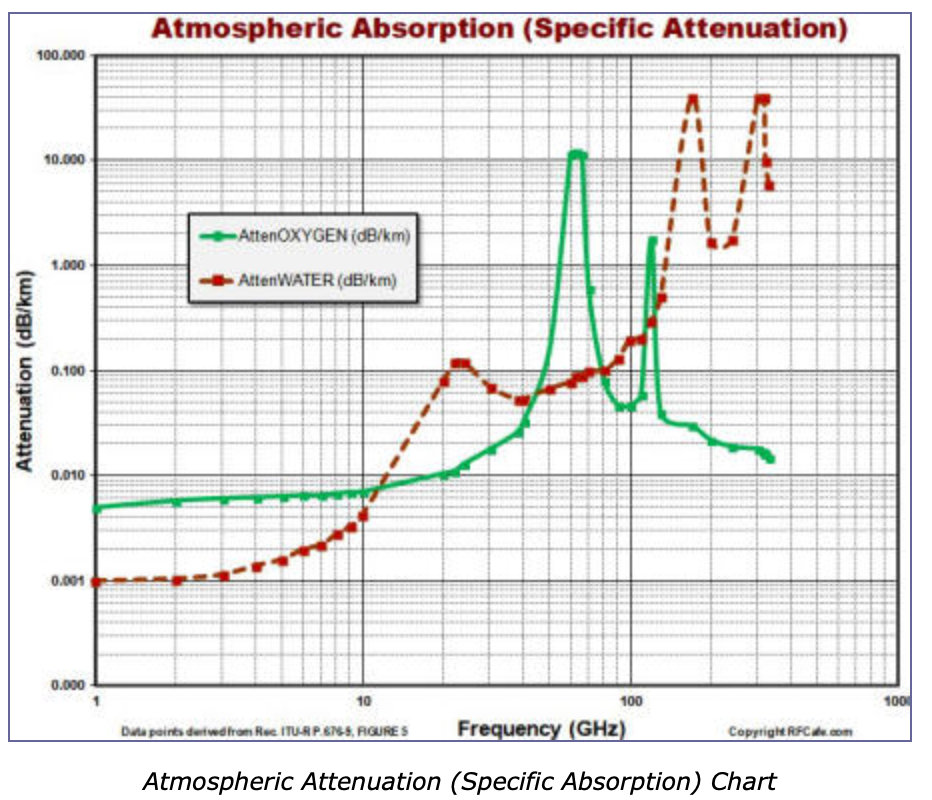 Atmospheric Absorption (Specific Attenuation)
100.000
10.000
1.000
0.100
0.010
0.001
0.000
Attenuation (dB/km)
AttenOXYGEN (dB/km)
AttenWATER (dB/km)
1
10
100
1000
Data points derived from Rec. ITU-R P.676-9, FIGURE 5
Frequency (GHz)
Copyright RFCafe.com
Atmospheric Attenuation (Specific Absorption) Chart